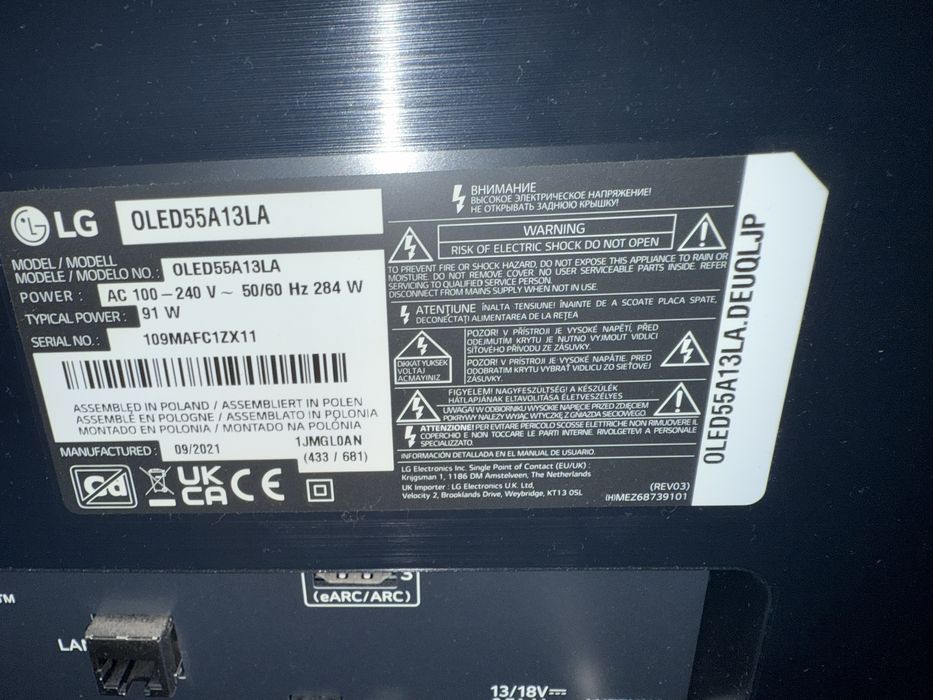 LG
OLED55A13LA
MODEL / MODELL
MODELE / MODELO NO.: OLED55A13LA
POWER : AC 100 – 240 V ~ 50/60 Hz 284 W
TYPICAL POWER : 91 W
SERIAL NO.: 109MAFC1ZX11
ASSEMBLED IN POLAND / ASSEMBLIERT IN POLEN
ASSEMBLÉ EN POLOGNE / ASSEMBLATO IN POLONIA
MONTADO EN POLONIA / MONTADO NA POLÓNIA
MANUFACTURED : 09/2021 1JMGL0AN
(433 / 681)
UK
CA CE
ВНИМАНИЕ
ВЫСОКОЕ ЭЛЕКТРИЧЕСКОЕ НАПРЯЖЕНИЕ!
НЕ ОТКРЫВАТЬ ЗАДНЮЮ КРЫШКУ!
WARNING
RISK OF ELECTRIC SHOCK DO NOT OPEN
TO PREVENT FIRE OR SHOCK HAZARD, DO NOT EXPOSE THIS APPLIANCE TO RAIN OR
MOISTURE. DO NOT REMOVE COVER. NO USER SERVICEABLE PARTS INSIDE. REFER
SERVICING TO QUALIFIED SERVICE PERSON.
DISCONNECT FROM MAINS SUPPLY WHEN NOT IN USE.
ATENŢIUNE ÎNALTA TENSIUNE! ÎNAINTE DE A SCOATE PLACA SPATE,
DECONECTAŢI ALIMENTAREA DE LA REŢEA
DIKKAT YUKSEK
VOLTAJ
ACMAYINIZ
POZOR! V PŘÍSTROJI JE VYSOKÉ NAPĚTÍ, PŘED
ODEJMUTÍM KRYTU JE NUTNO VYJMOUT VIDLICI
SÍŤOVÉHO PŘÍVODU ZE ZÁSUVKY.
POZOR! V PRÍSTROJI JE VYSOKÉ NAPÄTIE. PRED
ODOBRATIM KRYTU VYBRAŤ VIDLICU ZO SIEŤOVEJ
ZÁSUVKY.
FIGYELEM! NAGYFESZULTSÉG! A KÉSZÜLÉK
HÁTLAPJÁNAK ELTAVOLÍTÁSA ÉLETVESZÉLYES
UWAGA! W ODBIORNIKU WYSOKIE NAPIĘCIE PRZED ZDJĘCIEM
POKRYWY NALEŻY WYJĄC WTYCZKĘ Z GNIAZDA SIECIOWEGO
ATTENZIONE! PER EVITARE PERICOLO SCOSSE ELETTRICHE NON RIMUOVERE IL
COPERCHIO E NON TOCCARE LE PARTI INTERNE. RIVOLGETEVI A PERSONALE
SPECIALIZZATO.
INFORMACIÓN DETALLADA EN EL MANUAL DE USUARIO.
LG Electronics Inc. Single Point of Contact (EU/UK) :
Krijgsman 1, 1186 DM Amstelveen, The Netherlands
UK Importer : LG Electronics U.K. Ltd,
Velocity 2, Brooklands Drive, Weybridge, KT13 0SL
(REV03)
(H)MEZ68739101
OLED55A13LA.DEUQLJP
TM
3
(eARC/ARC)
LAN
13/18V